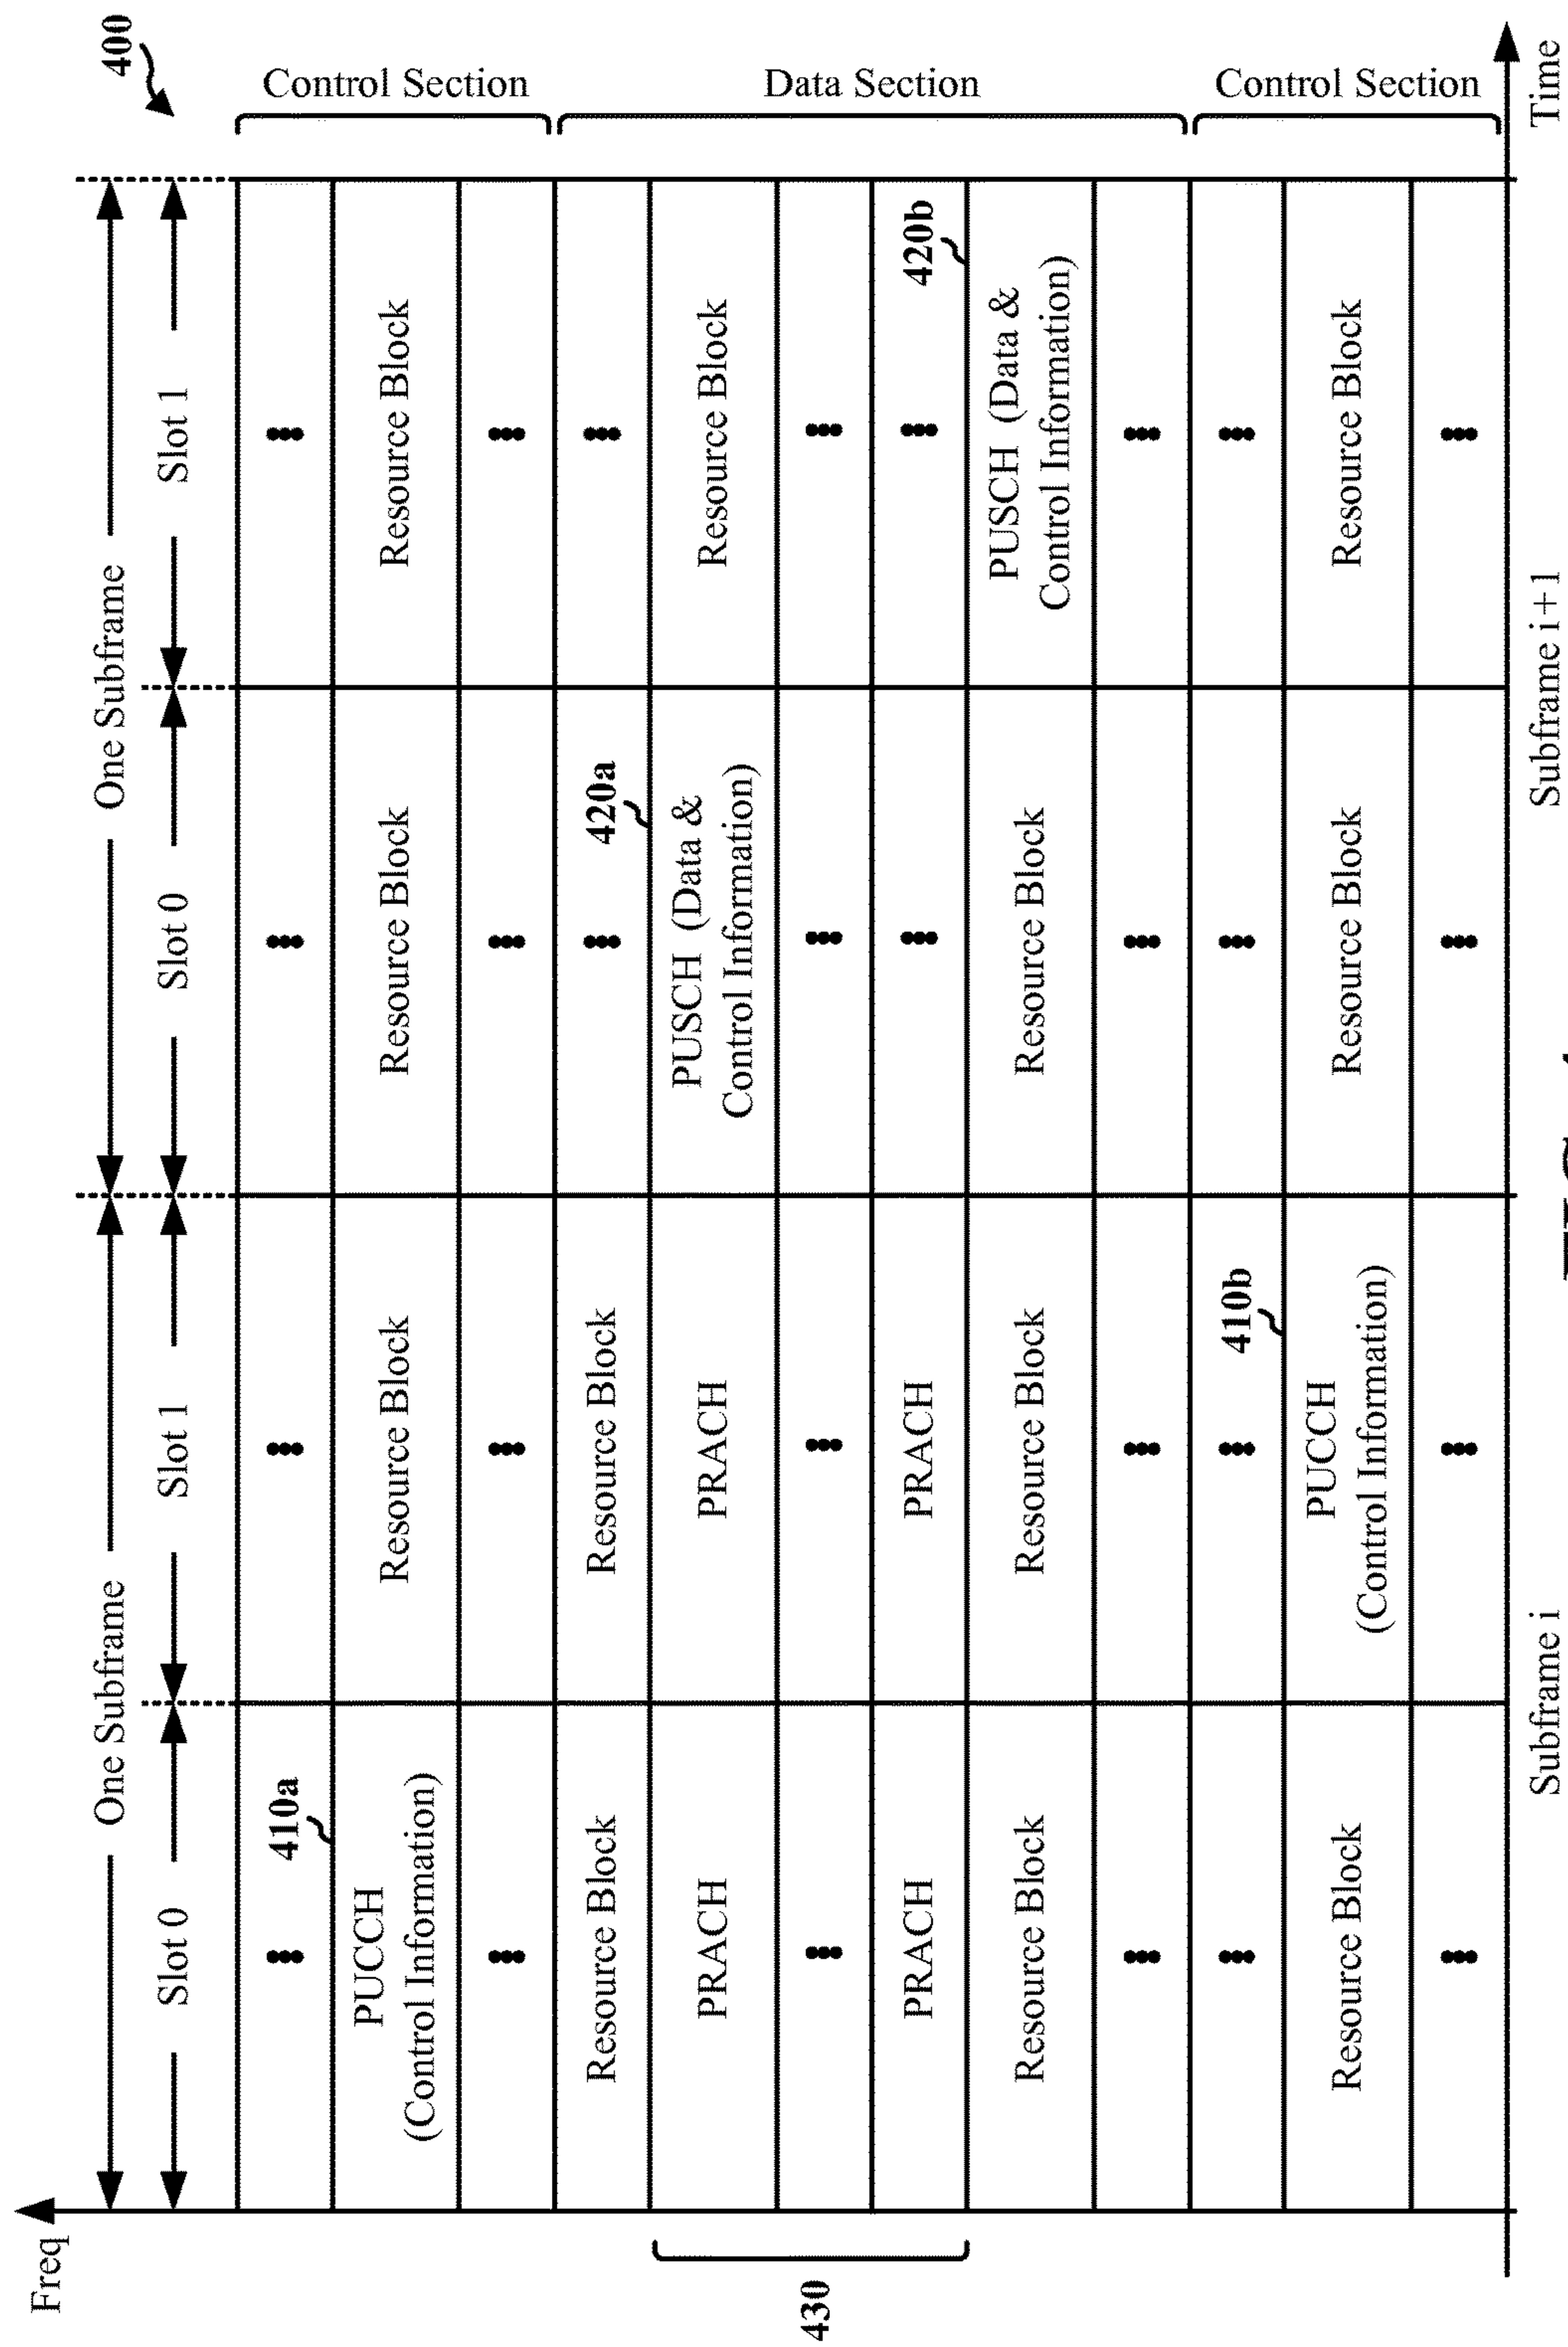 Freq
400
One Subframe
One Subframe
Slot 0
Slot 1
Slot 0
Slot 1
410a
Control Section
PUCCH
(Control Information)
Resource Block
Resource Block
Resource Block
Resource Block
Resource Block
420a
PRACH
PRACH
PUSCH (Data &
Control Information)
Resource Block
430
Data Section
PRACH
PRACH
420b
Resource Block
Resource Block
Resource Block
PUSCH (Data &
Control Information)
410b
Control Section
Resource Block
PUCCH
(Control Information)
Resource Block
Resource Block
Subframe i
Subframe i+1
Time